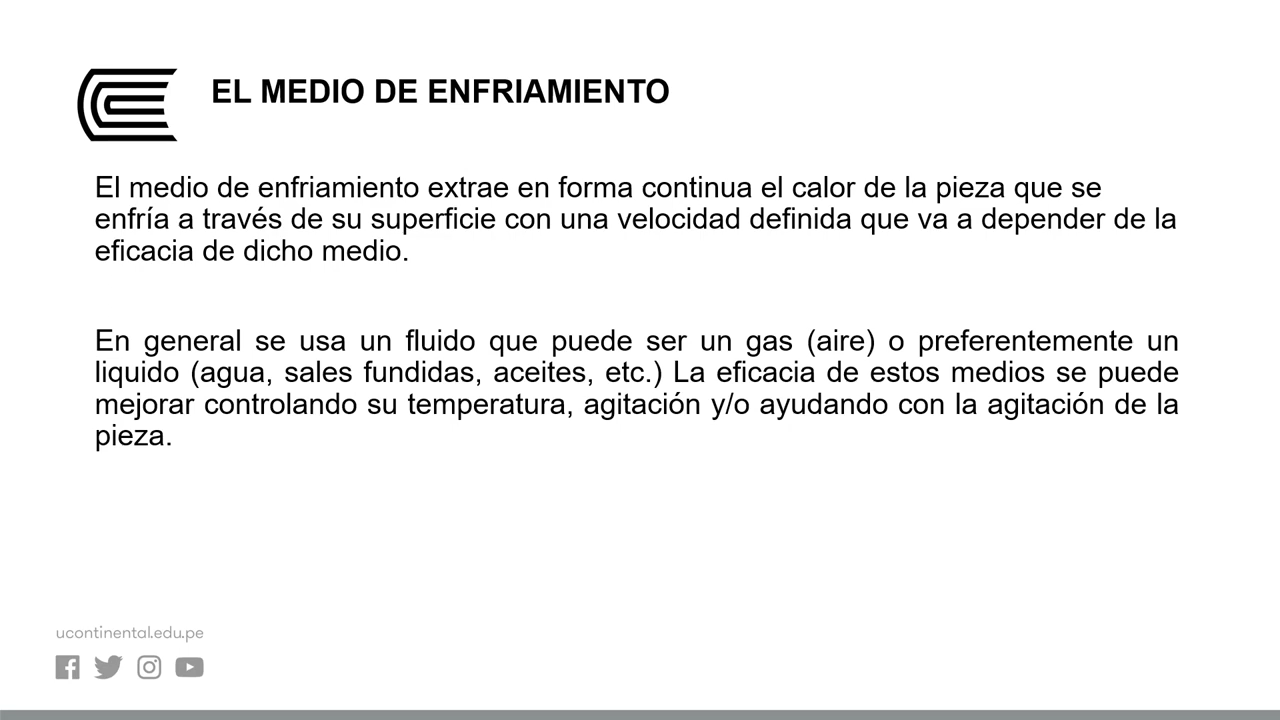 EL MEDIO DE ENFRIAMIENTO
El medio de enfriamiento extrae en forma continua el calor de la pieza que se
enfría a través de su superficie con una velocidad definida que va a depender de la
eficacia de dicho medio.
En general se usa un fluido que puede ser un gas (aire) o preferentemente un
liquido (agua, sales fundidas, aceites, etc.) La eficacia de estos medios se puede
mejorar controlando su temperatura, agitación y/o ayudando con la agitación de la
pieza.
ucontinental.edu.pe